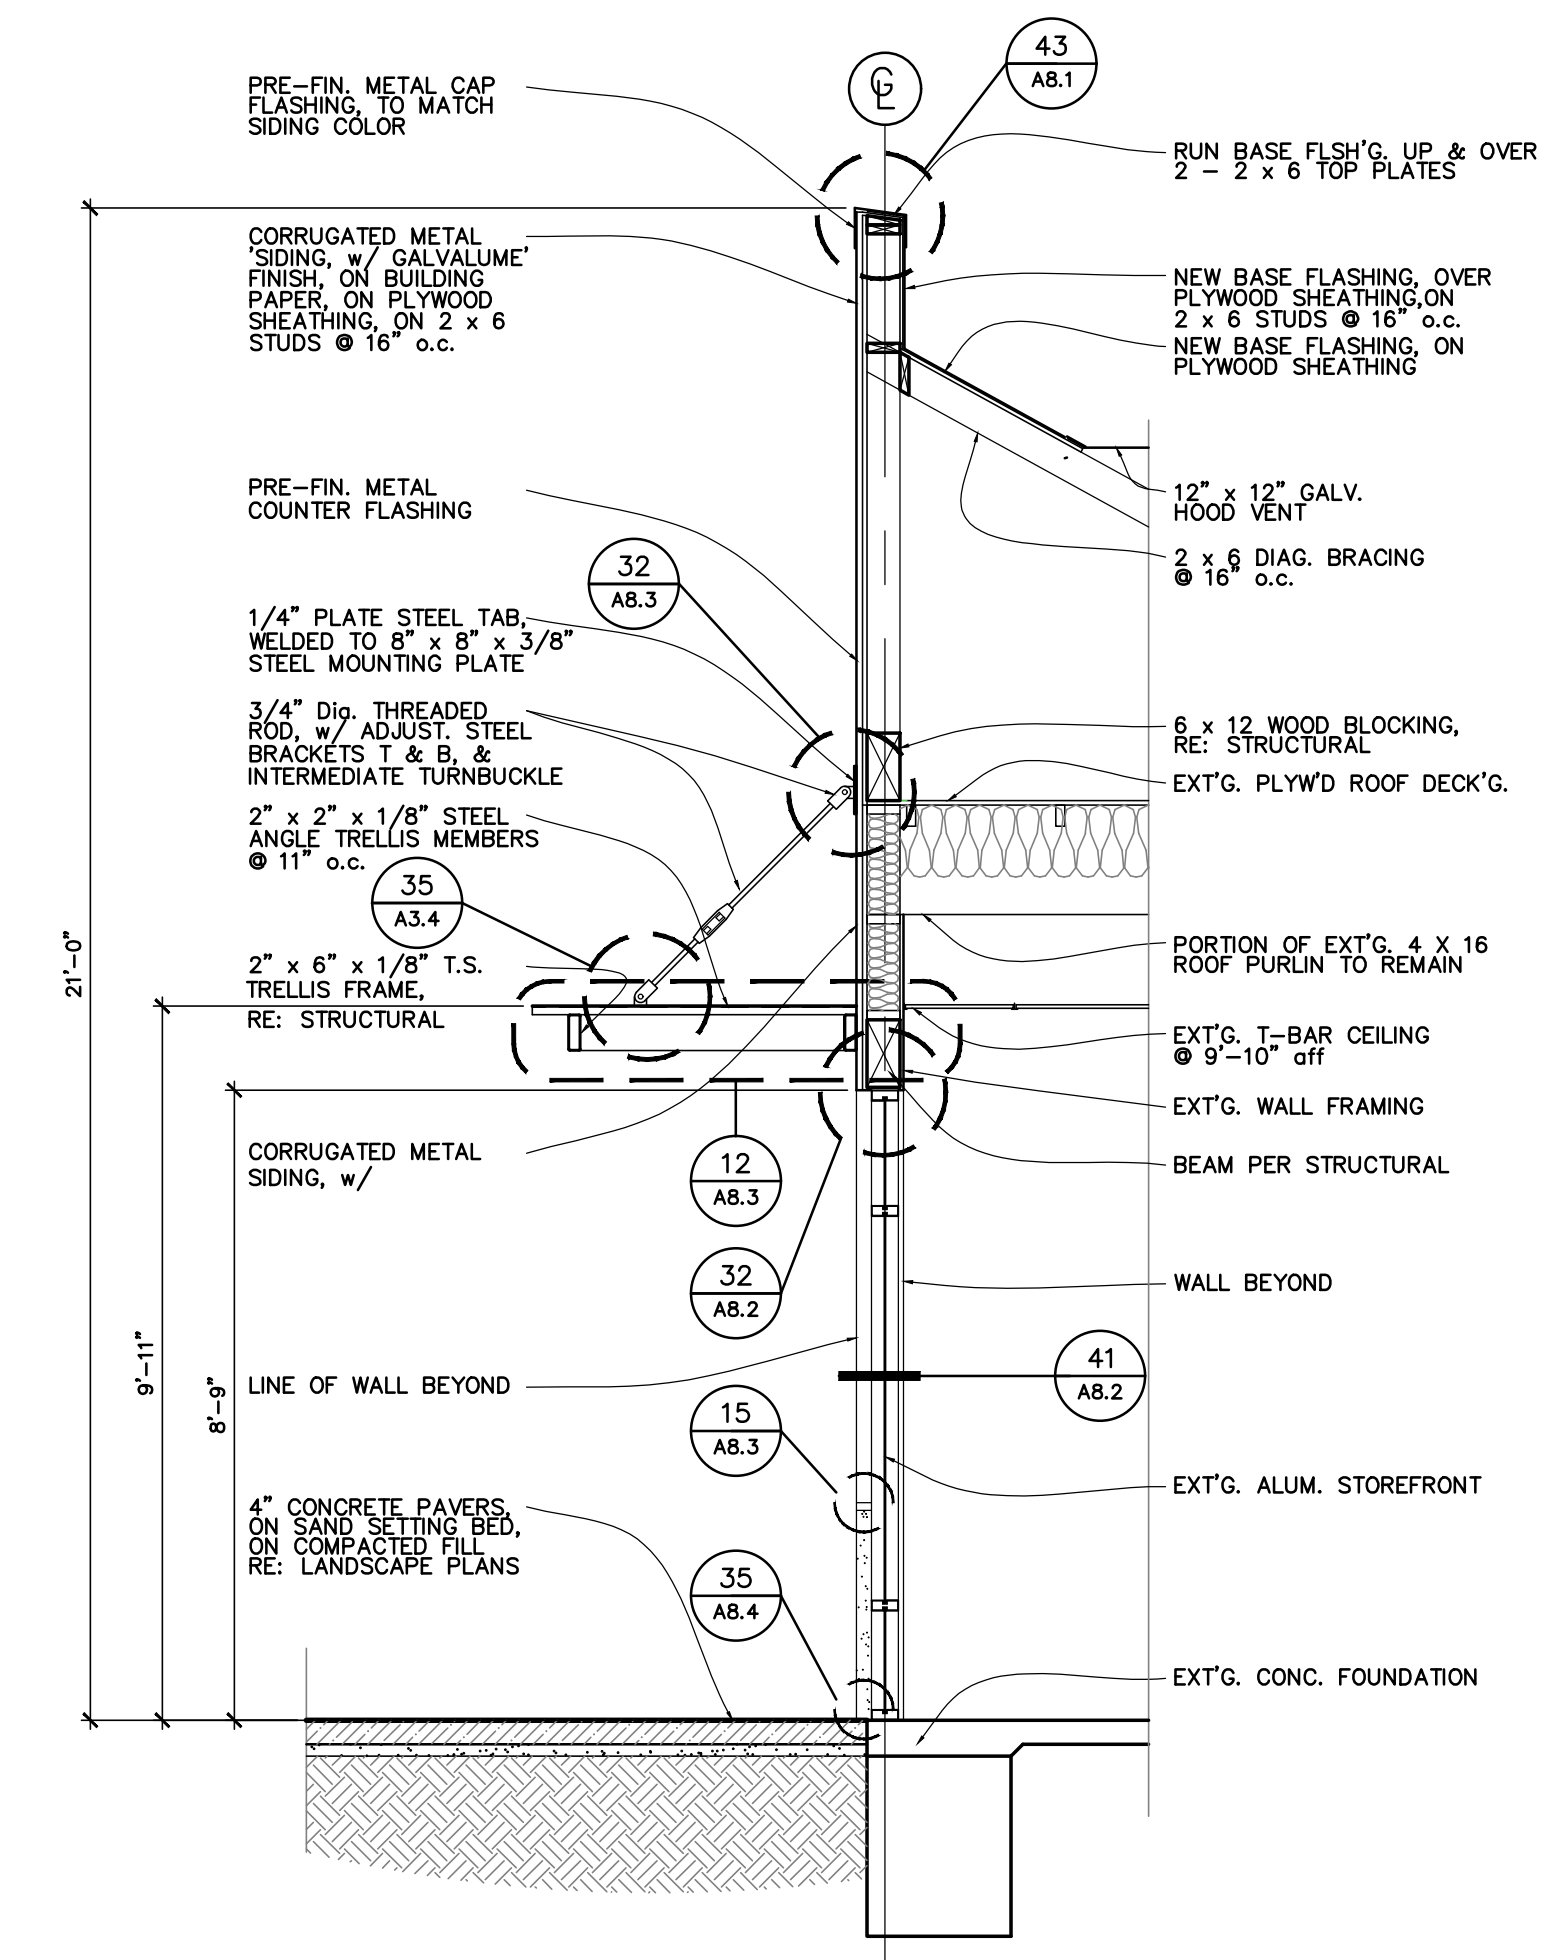 43
A8.1
GL
PRE-FIN. METAL CAP
FLASHING, TO MATCH
SIDING COLOR
RUN BASE FLSH'G. UP & OVER
2 - 2 x 6 TOP PLATES
CORRUGATED METAL
'SIDING, w/ GALVALUME'
FINISH, ON BUILDING
PAPER, ON PLYWOOD
SHEATHING, ON 2 x 6
STUDS @ 16" o.c.
NEW BASE FLASHING, OVER
PLYWOOD SHEATHING,ON
2 x 6 STUDS @ 16" o.c.
NEW BASE FLASHING, ON
PLYWOOD SHEATHING
PRE-FIN. METAL
COUNTER FLASHING
12" x 12" GALV.
HOOD VENT
32
A8.3
2 x 6 DIAG. BRACING
@ 16" o.c.
1/4" PLATE STEEL TAB,
WELDED TO 8" x 8" x 3/8"
STEEL MOUNTING PLATE
3/4" Dia. THREADED
ROD, w/ ADJUST. STEEL
BRACKETS T & B, &
INTERMEDIATE TURNBUCKLE
6 x 12 WOOD BLOCKING,
RE: STRUCTURAL
EXT'G. PLYW'D ROOF DECK'G.
2" x 2" x 1/8" STEEL
ANGLE TRELLIS MEMBERS
@ 11" o.c.
35
A3.4
21'-0"
2" x 6" x 1/8" T.S.
TRELLIS FRAME,
RE: STRUCTURAL
PORTION OF EXT'G. 4 X 16
ROOF PURLIN TO REMAIN
EXT'G. T-BAR CEILING
@ 9'-10" aff
EXT'G. WALL FRAMING
CORRUGATED METAL
SIDING, w/
12
A8.3
BEAM PER STRUCTURAL
32
A8.2
WALL BEYOND
9'-11"
8'-9"
LINE OF WALL BEYOND
41
A8.2
15
A8.3
EXT'G. ALUM. STOREFRONT
4" CONCRETE PAVERS,
ON SAND SETTING BED,
ON COMPACTED FILL
RE: LANDSCAPE PLANS
35
A8.4
EXT'G. CONC. FOUNDATION